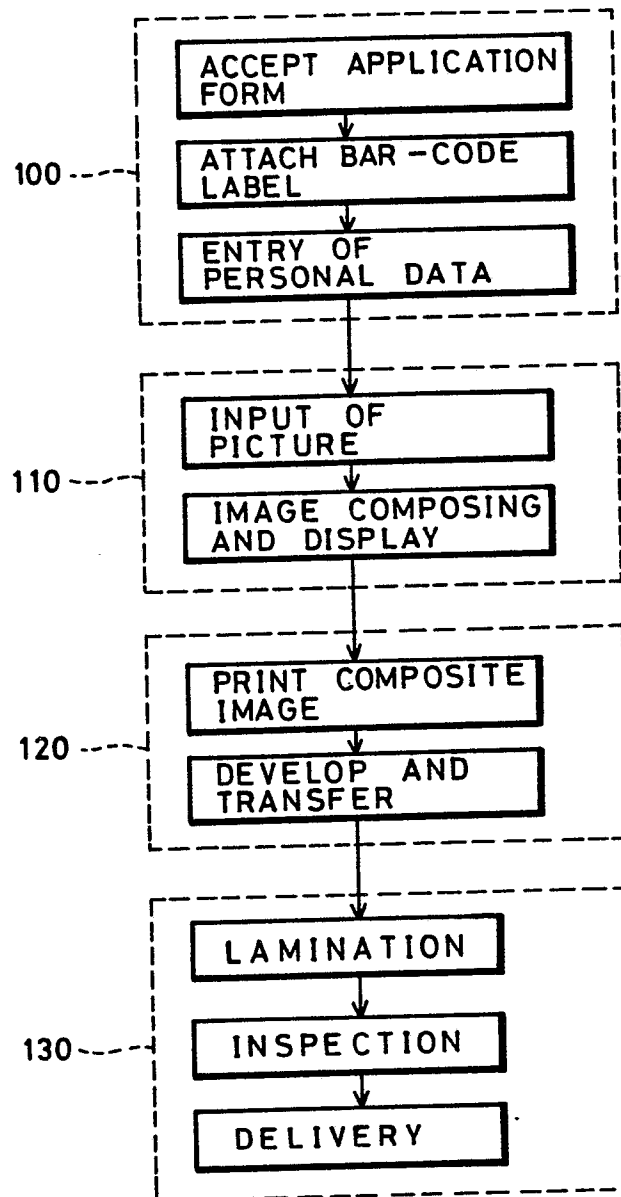 ACCEPT APPLICATION
FORM
100
ATTACH BAR-CODE
LABEL
ENTRY OF
PERSONAL DATA
INPUT OF
PICTURE
110
IMAGE COMPOSING
AND DISPLAY
PRINT COMPOSITE
IMAGE
120
DEVELOP AND
TRANSFER
LAMINATION
130
INSPECTION
DELIVERY